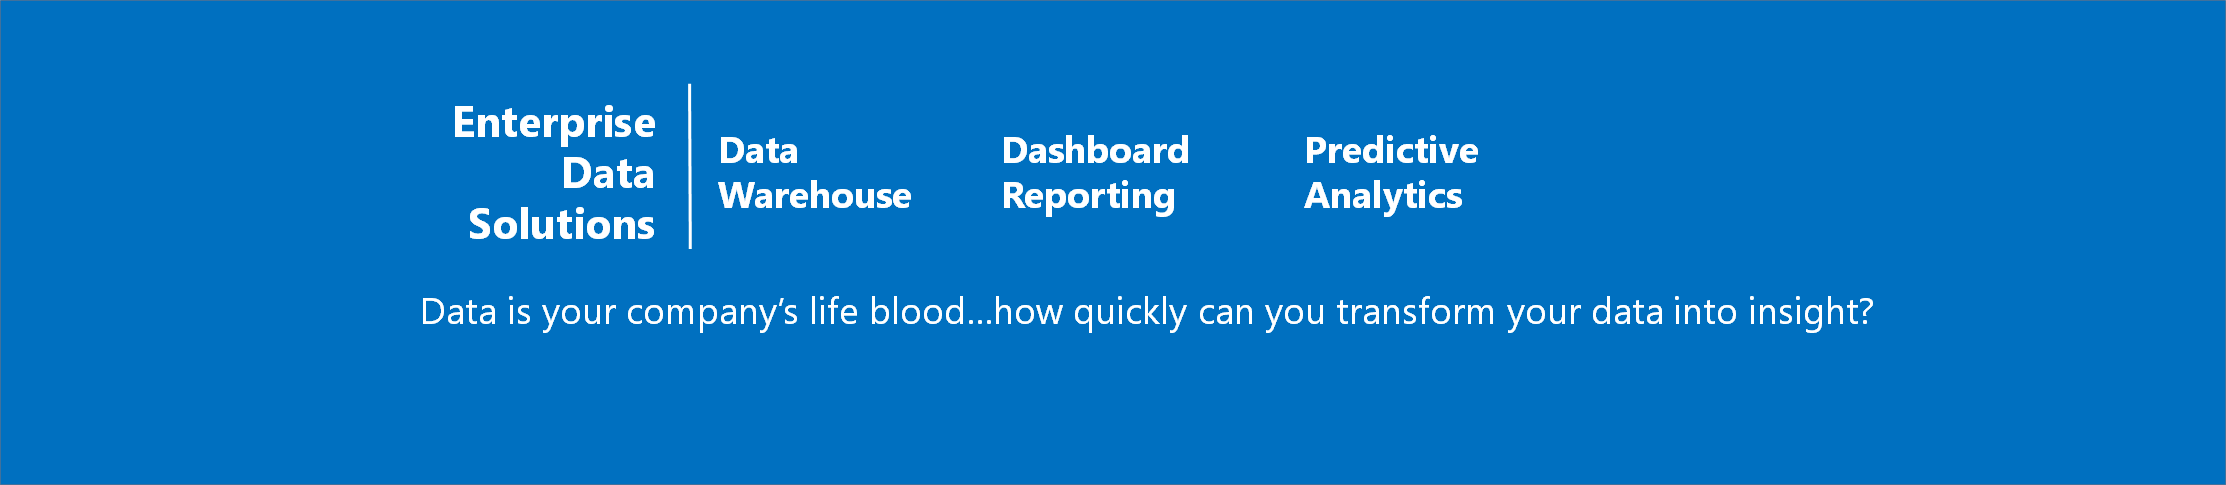 Enterprise
Data
Solutions
Data
Warehouse
Dashboard
Reporting
Predictive
Analytics
Data is your company’s life blood...how quickly can you transform your data into insight?